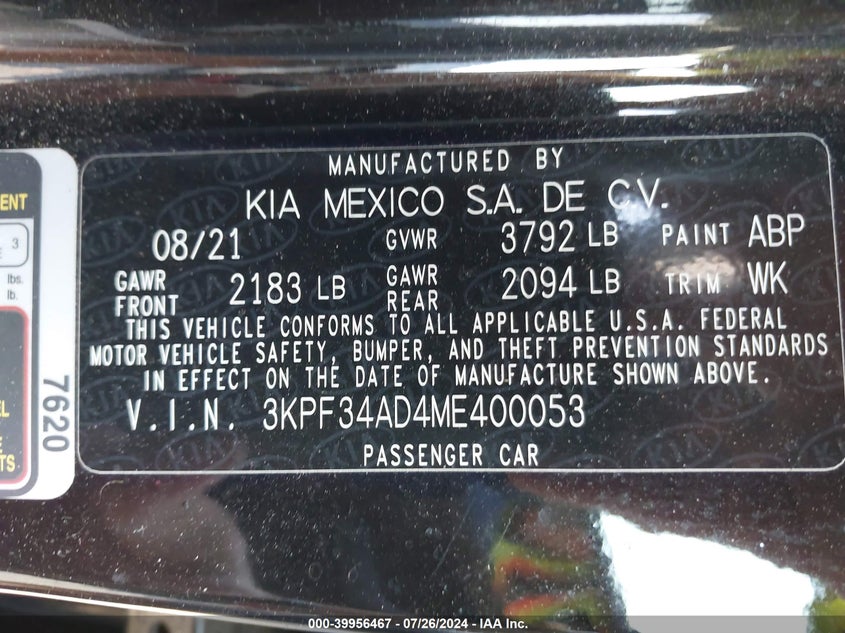 MANUFACTURED BY
KIA MEXICO S.A. DE C.V.
08/21 GVWR 3792 LB PAINT ABP
GAWR FRONT 2183 LB GAWR REAR 2094 LB TRIM WK
THIS VEHICLE CONFORMS TO ALL APPLICABLE U.S.A. FEDERAL
MOTOR VEHICLE SAFETY, BUMPER, AND THEFT PREVENTION STANDARDS
IN EFFECT ON THE DATE OF MANUFACTURE SHOWN ABOVE.
V.I.N. 3KPF34AD4ME400053
PASSENGER CAR
3
lbs.
lb.
7620
000-39956467 - 07/26/2024 - IAA Inc.